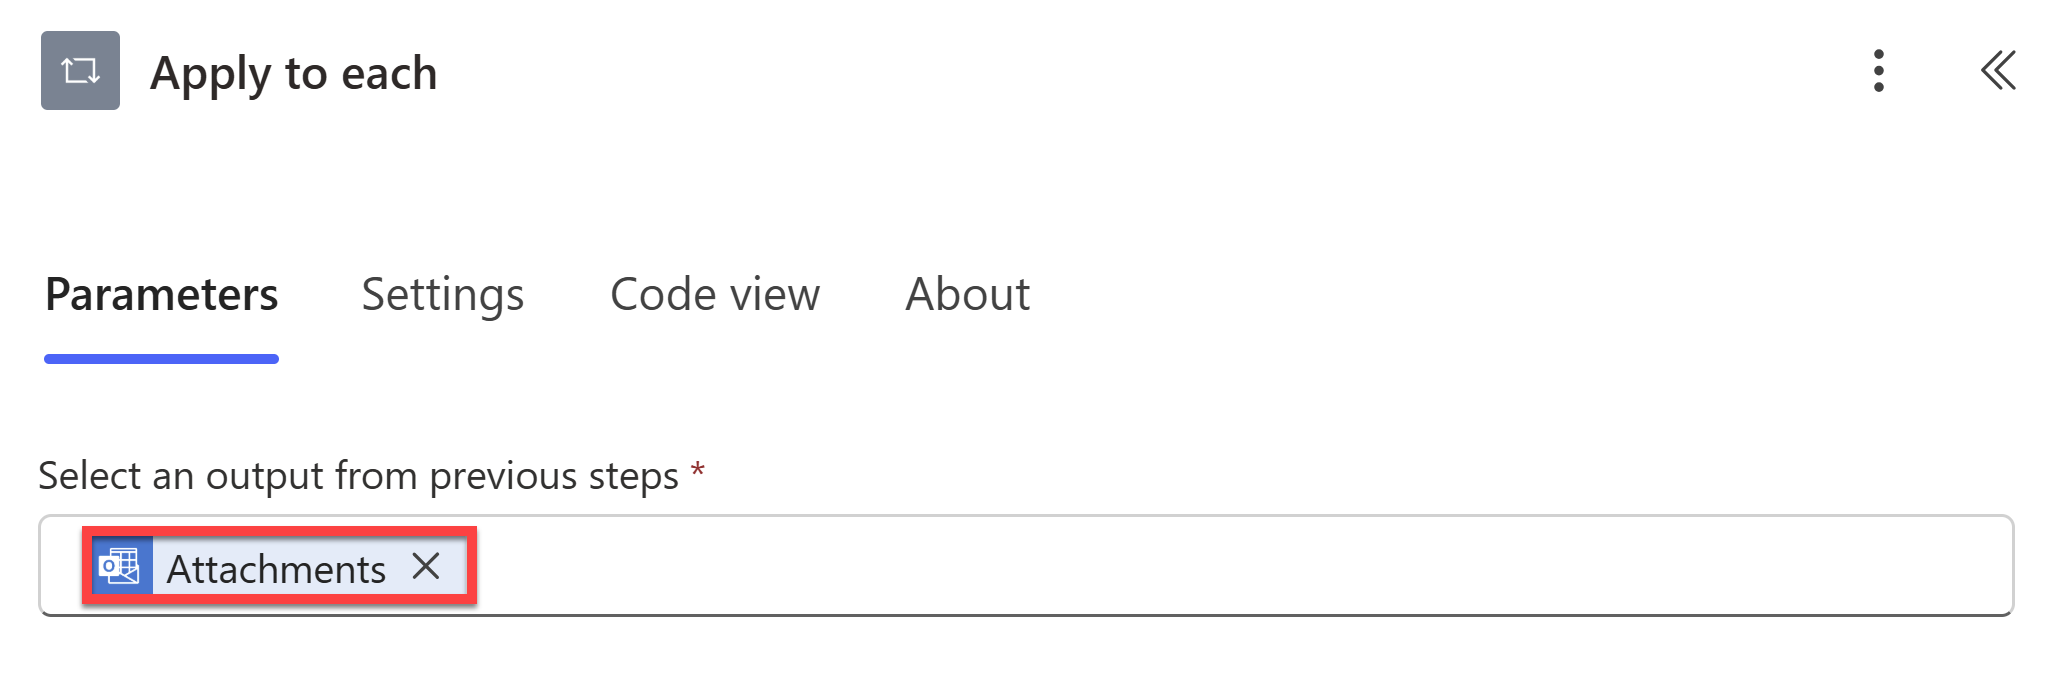 Apply to each
Parameters Settings Code view About
Select an output from previous steps *
Attachments